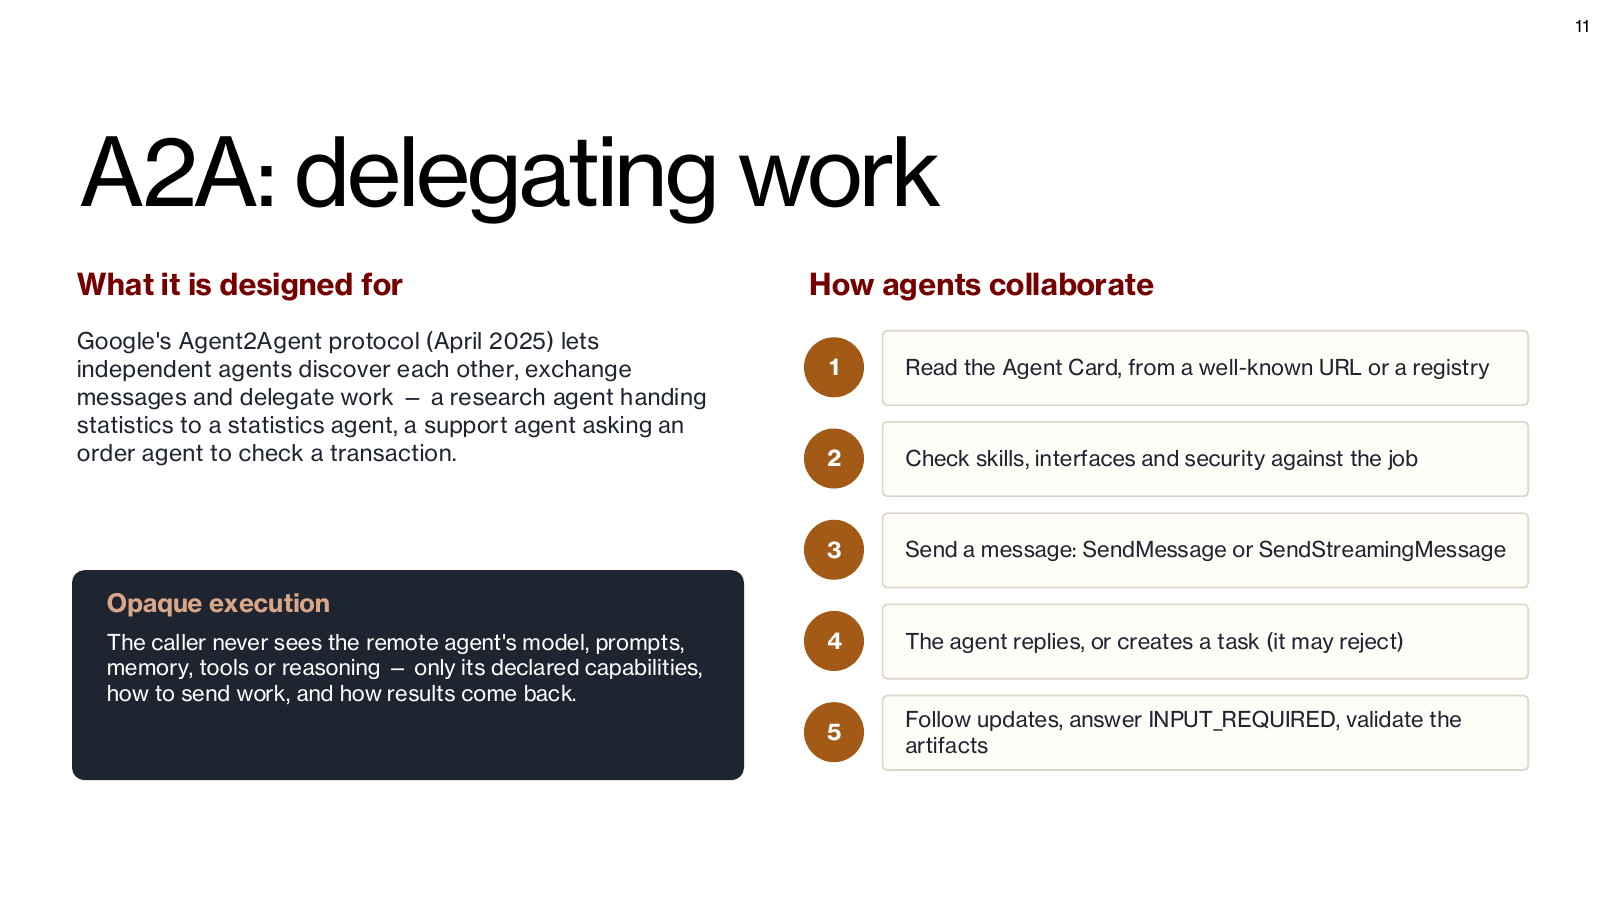 11
A2A: delegating work
What it is designed for
Google's Agent2Agent protocol (April 2025) lets
independent agents discover each other, exchange
messages and delegate work — a research agent handing
statistics to a statistics agent, a support agent asking an
order agent to check a transaction.
Opaque execution
The caller never sees the remote agent's model, prompts,
memory, tools or reasoning — only its declared capabilities,
how to send work, and how results come back.
How agents collaborate
1
Read the Agent Card, from a well-known URL or a registry
2
Check skills, interfaces and security against the job
3
Send a message: SendMessage or SendStreamingMessage
4
The agent replies, or creates a task (it may reject)
5
Follow updates, answer INPUT_REQUIRED, validate the
artifacts